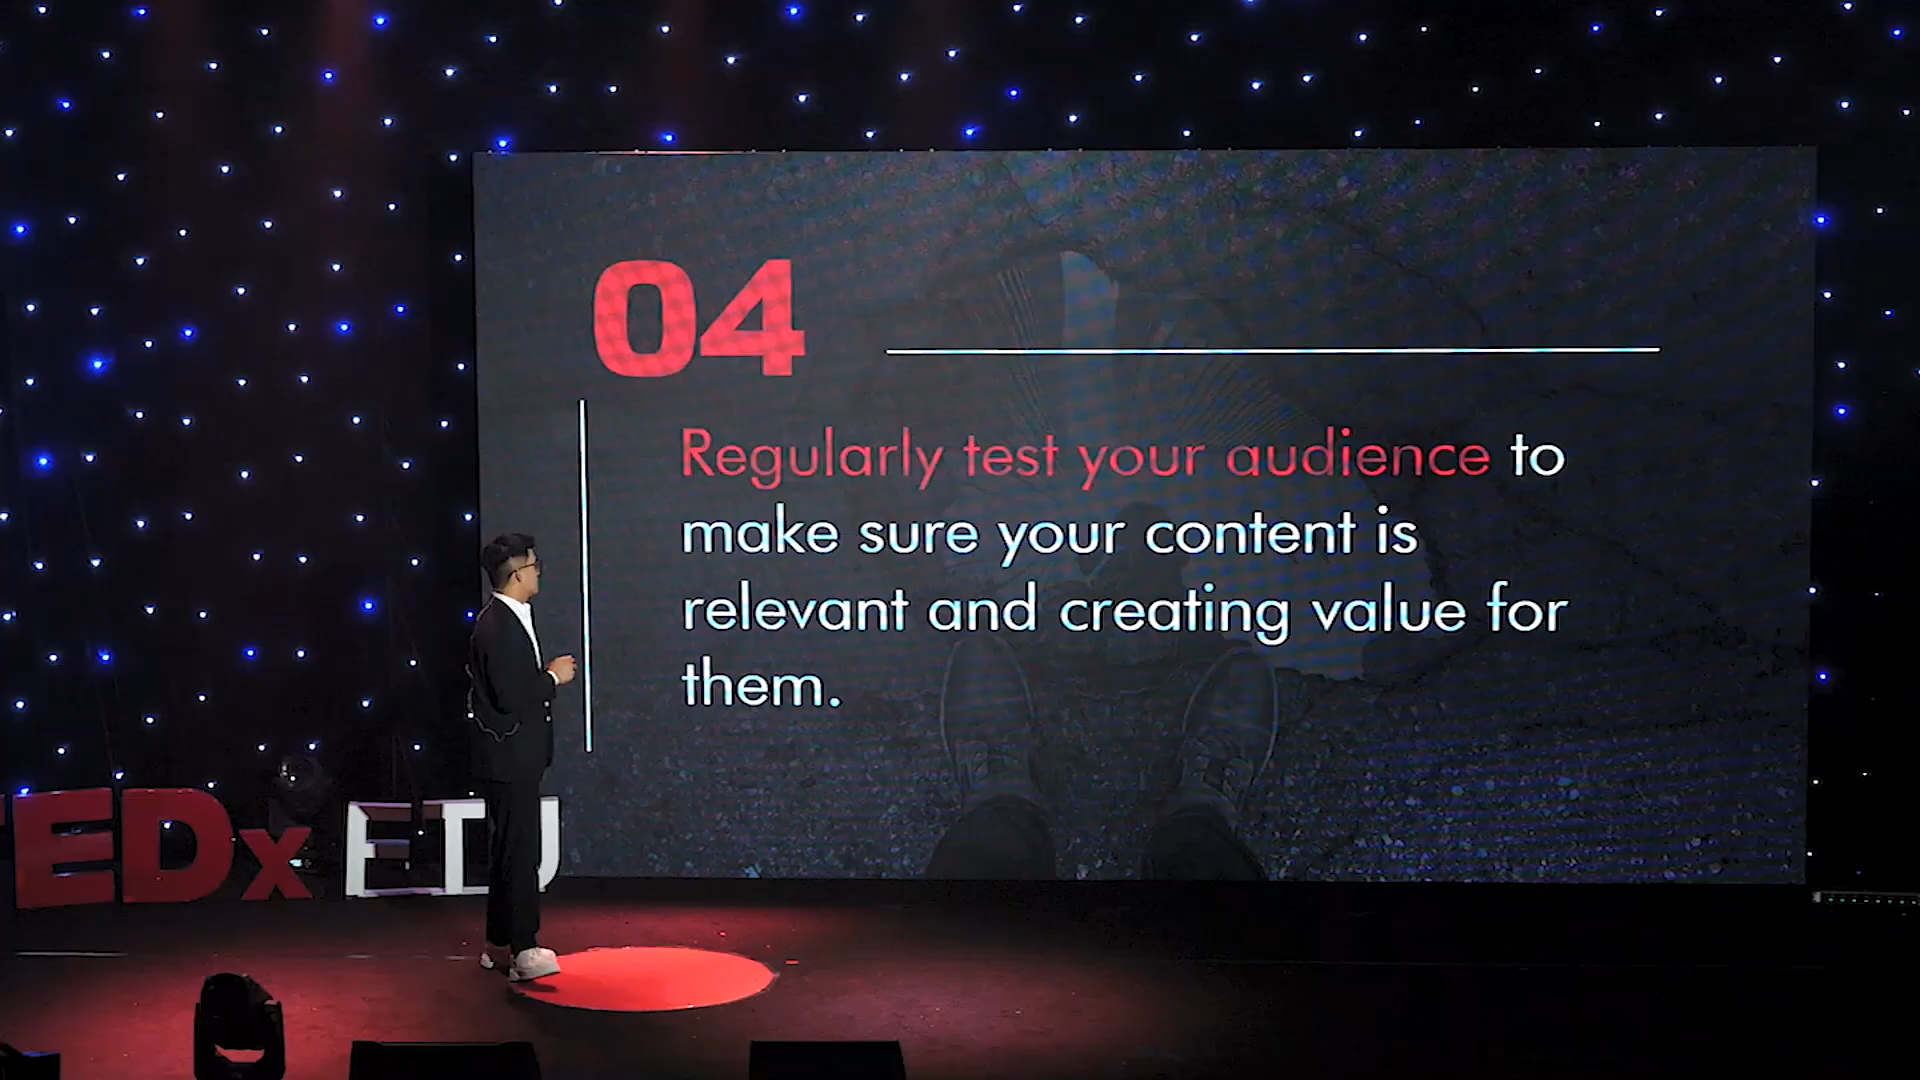 04
Regularly test your audience to
make sure your content is
relevant and creating value for
them.
TEDx